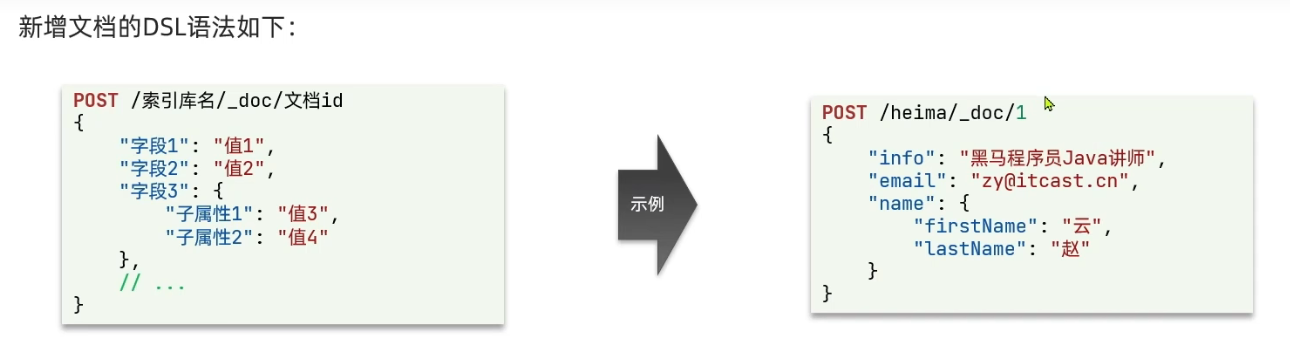 新增文档的DSL语法如下：
POST /索引库名/_doc/文档id
{
    "字段1": "值1",
    "字段2": "值2",
    "字段3": {
        "子属性1": "值3",
        "子属性2": "值4"
    },
    // ...
}
示例
POST /heima/_doc/1
{
    "info": "黑马程序员Java讲师",
    "email": "zy@itcast.cn",
    "name": {
        "firstName": "云",
        "lastName": "赵"
    }
}